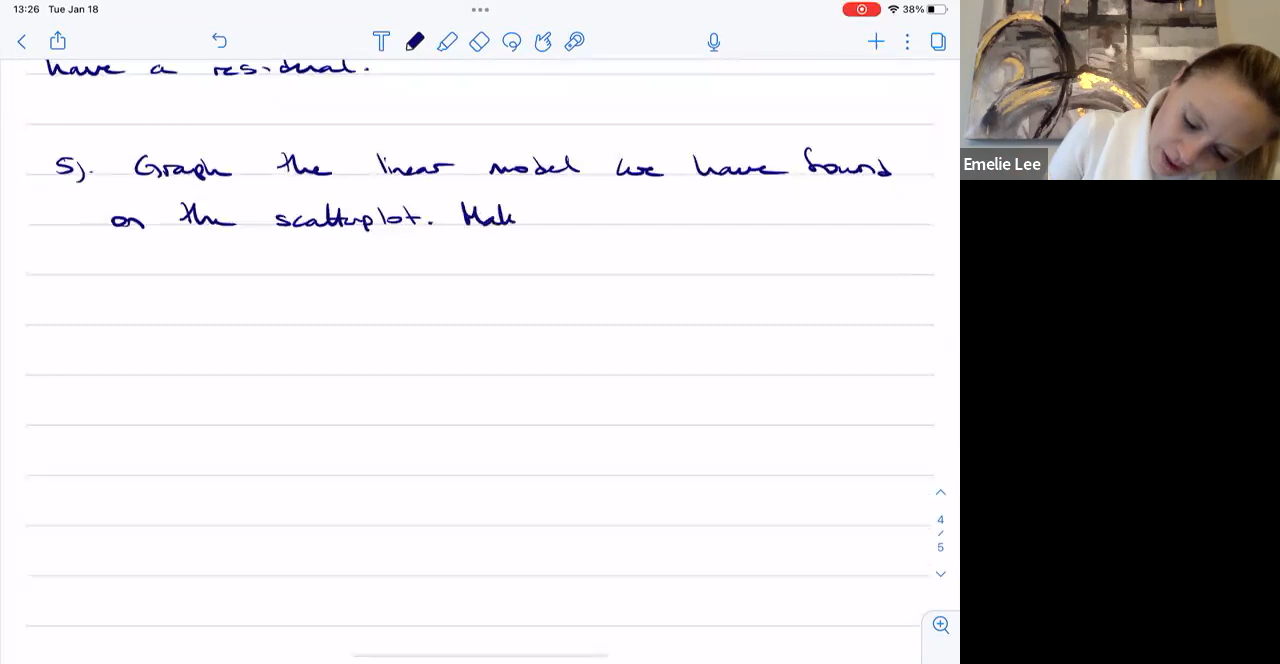 13:26 Tue Jan 18
38%
have a residual.
5). Graph the linear model we have found
on the scatterplot. Mak
4
/
5
Emelie Lee